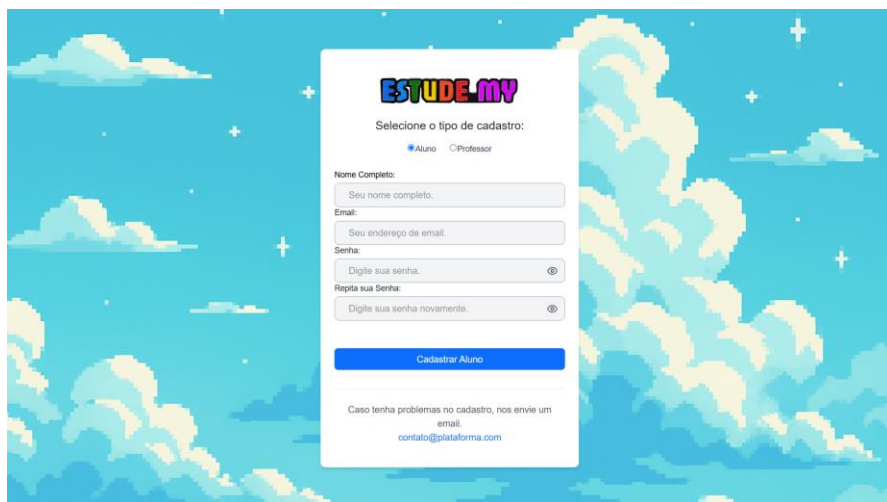 ESTUDE.MY
Selecione o tipo de cadastro:
Aluno Professor
Nome Completo:
Seu nome completo.
Email:
Seu endereço de email.
Senha:
Digite sua senha.
Repita sua Senha:
Digite sua senha novamente.
Cadastrar Aluno
Caso tenha problemas no cadastro, nos envie um
email.
contato@plataforma.com